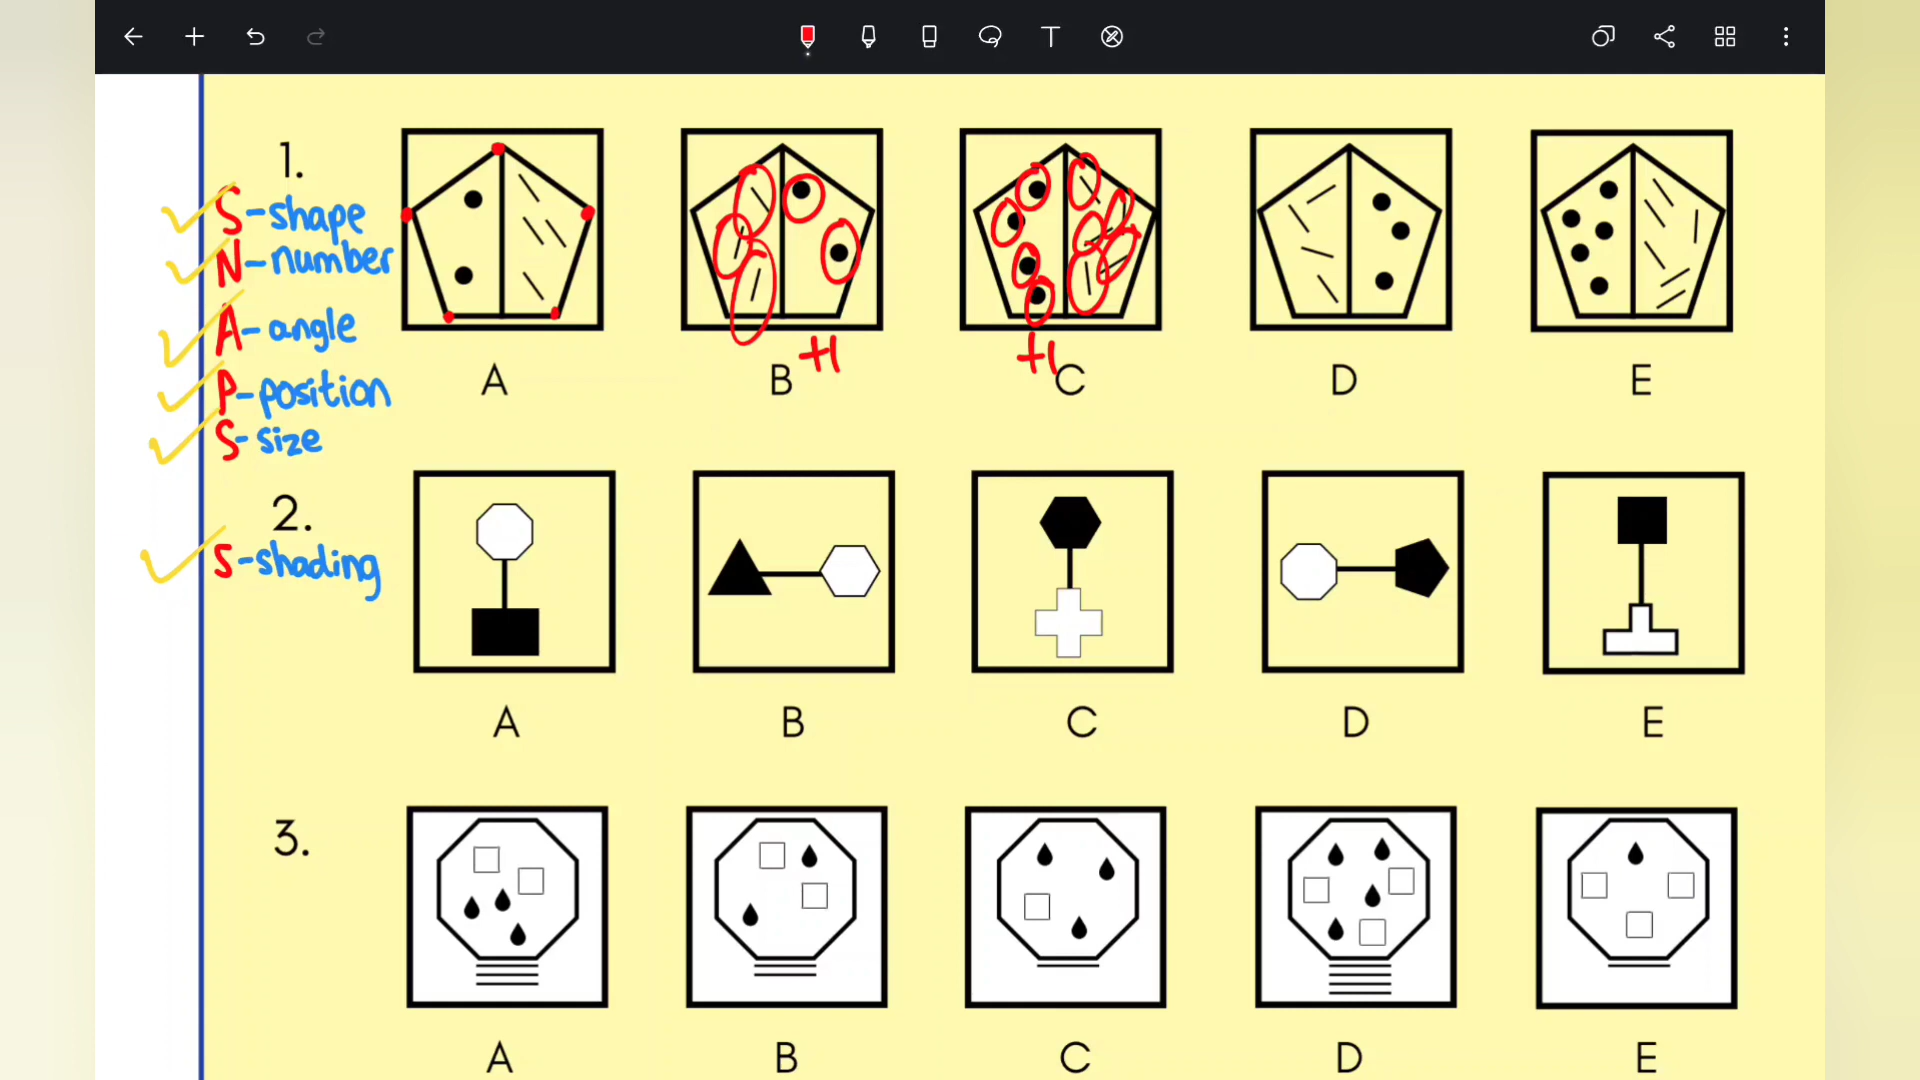 T
1.
S-shape
N-number
A-angle
P-position
S-size
+1
+1
A
B
C
D
E
2.
S-shading
A
B
C
D
E
3.
A
B
C
D
E